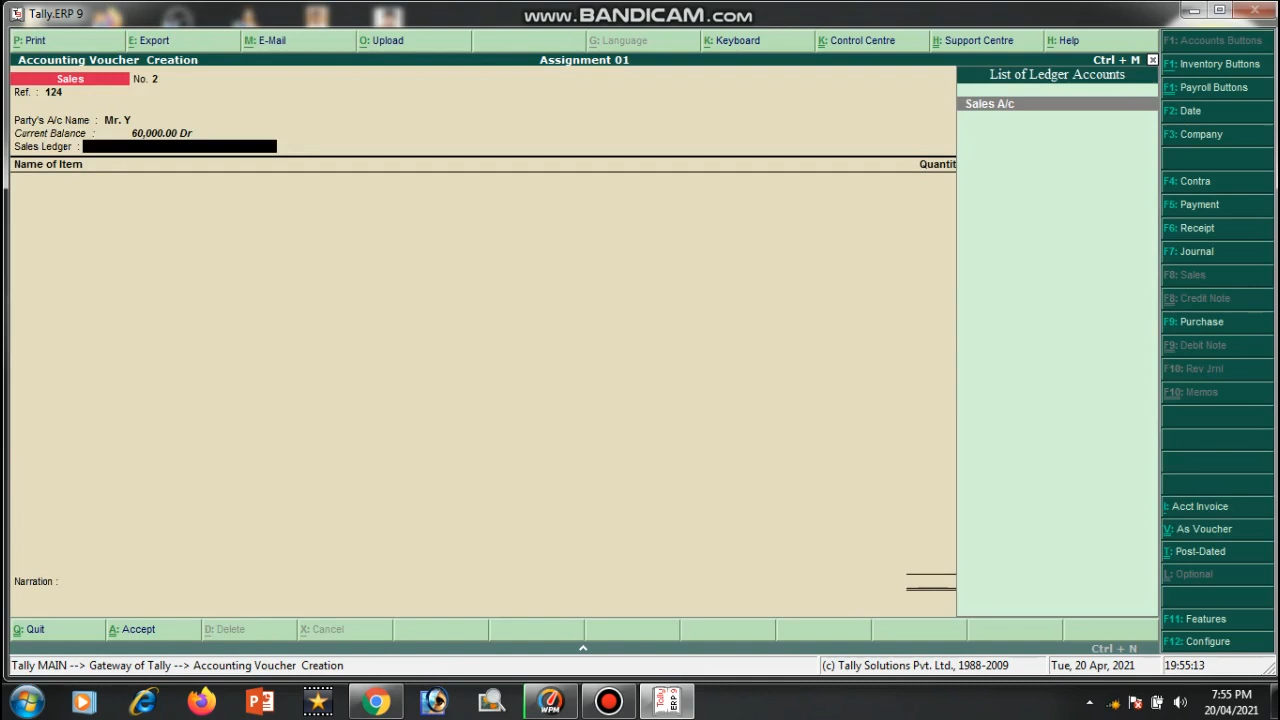 Tally.ERP 9
www.BANDICAM.com
P: Print
E: Export
M: E-Mail
O: Upload
G: Language
K: Keyboard
K: Control Centre
H: Support Centre
H: Help
F1: Accounts Buttons
Accounting Voucher Creation
Assignment 01
Ctrl + M
F1: Inventory Buttons
Sales
No. 2
List of Ledger Accounts
F1: Payroll Buttons
Ref. : 124
Sales A/c
F2: Date
Party's A/c Name : Mr. Y
F3: Company
Current Balance : 60,000.00 Dr
Sales Ledger :
Name of Item
Quantit
F4: Contra
F5: Payment
F6: Receipt
F7: Journal
F8: Sales
F8: Credit Note
F9: Purchase
F9: Debit Note
F10: Rev Jrnl
F10: Memos
I: Acct Invoice
V: As Voucher
T: Post-Dated
L: Optional
Narration :
F11: Features
Q: Quit
A: Accept
D: Delete
X: Cancel
F12: Configure
Ctrl + N
Tally MAIN --> Gateway of Tally --> Accounting Voucher Creation
(c) Tally Solutions Pvt. Ltd., 1988-2009
Tue, 20 Apr, 2021
19:55:13
WPM
Tally
ERP 9
7:55 PM
20/04/2021